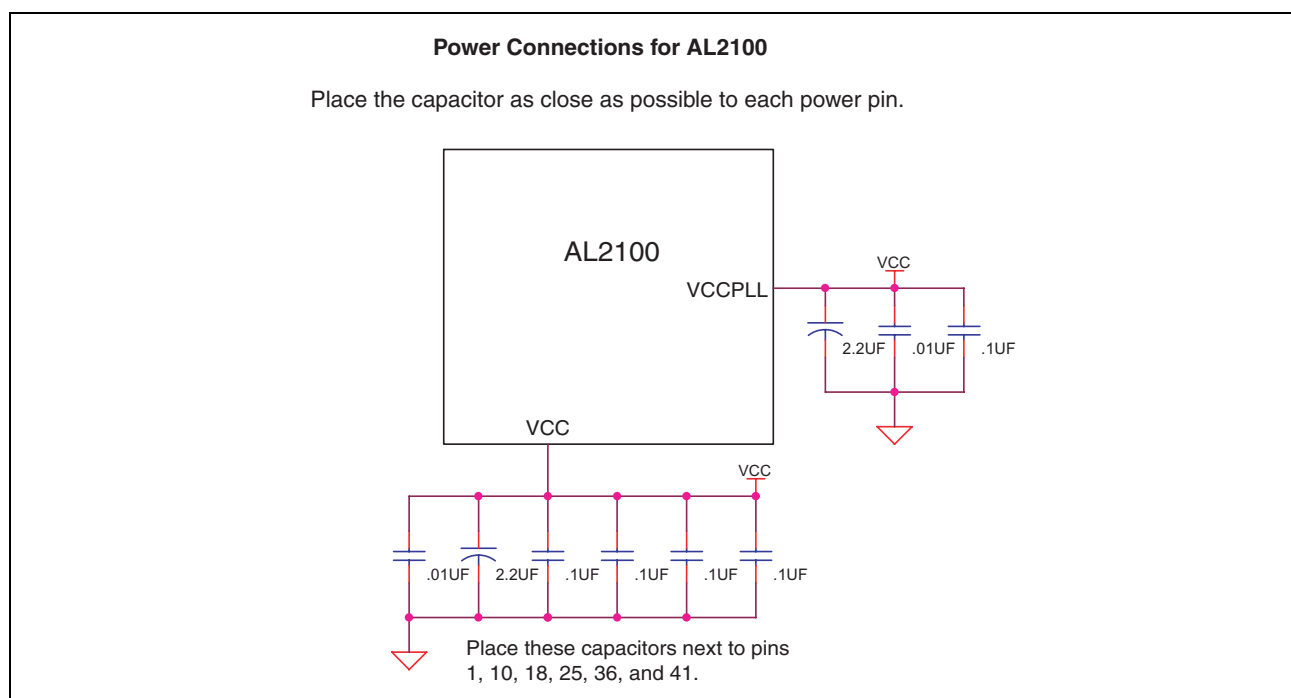 Power Connections for AL2100
Place the capacitor as close as possible to each power pin.
AL2100
VCCPLL
VCC
2.2UF
.01UF
.1UF
VCC
VCC
.01UF
2.2UF
.1UF
.1UF
.1UF
.1UF
Place these capacitors next to pins
1, 10, 18, 25, 36, and 41.